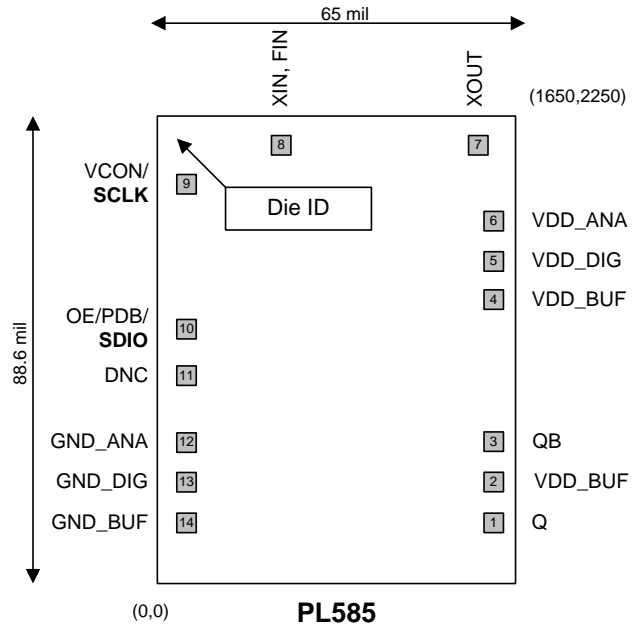 65 mil
XIN, FIN
XOUT
(1650,2250)
8
7
VCON/
SCLK
9
Die ID
6
VDD_ANA
5
VDD_DIG
4
VDD_BUF
88.6 mil
OE/PDB/
SDIO
10
DNC
11
GND_ANA
12
3
QB
GND_DIG
13
2
VDD_BUF
GND_BUF
14
1
Q
(0,0)
PL585